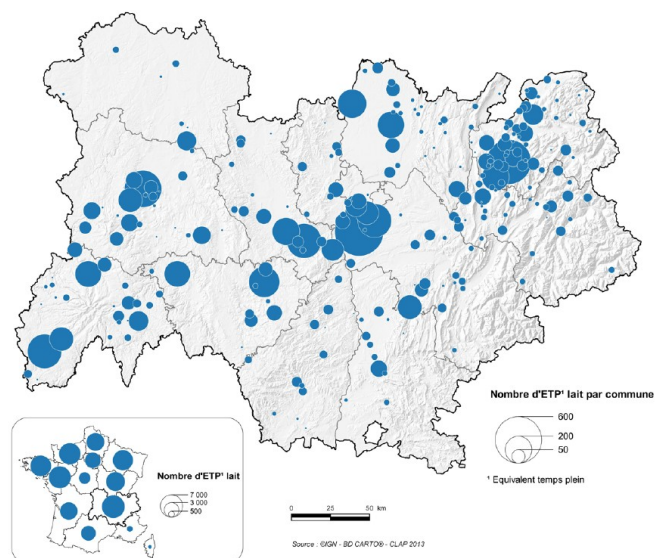 Nombre d'ETP¹ lait par commune
600
200
50
¹ Equivalent temps plein
Nombre d'ETP¹ lait
7 000
3 000
500
0 25 50 km
Source : ©IGN - BD CARTO® - CLAP 2013